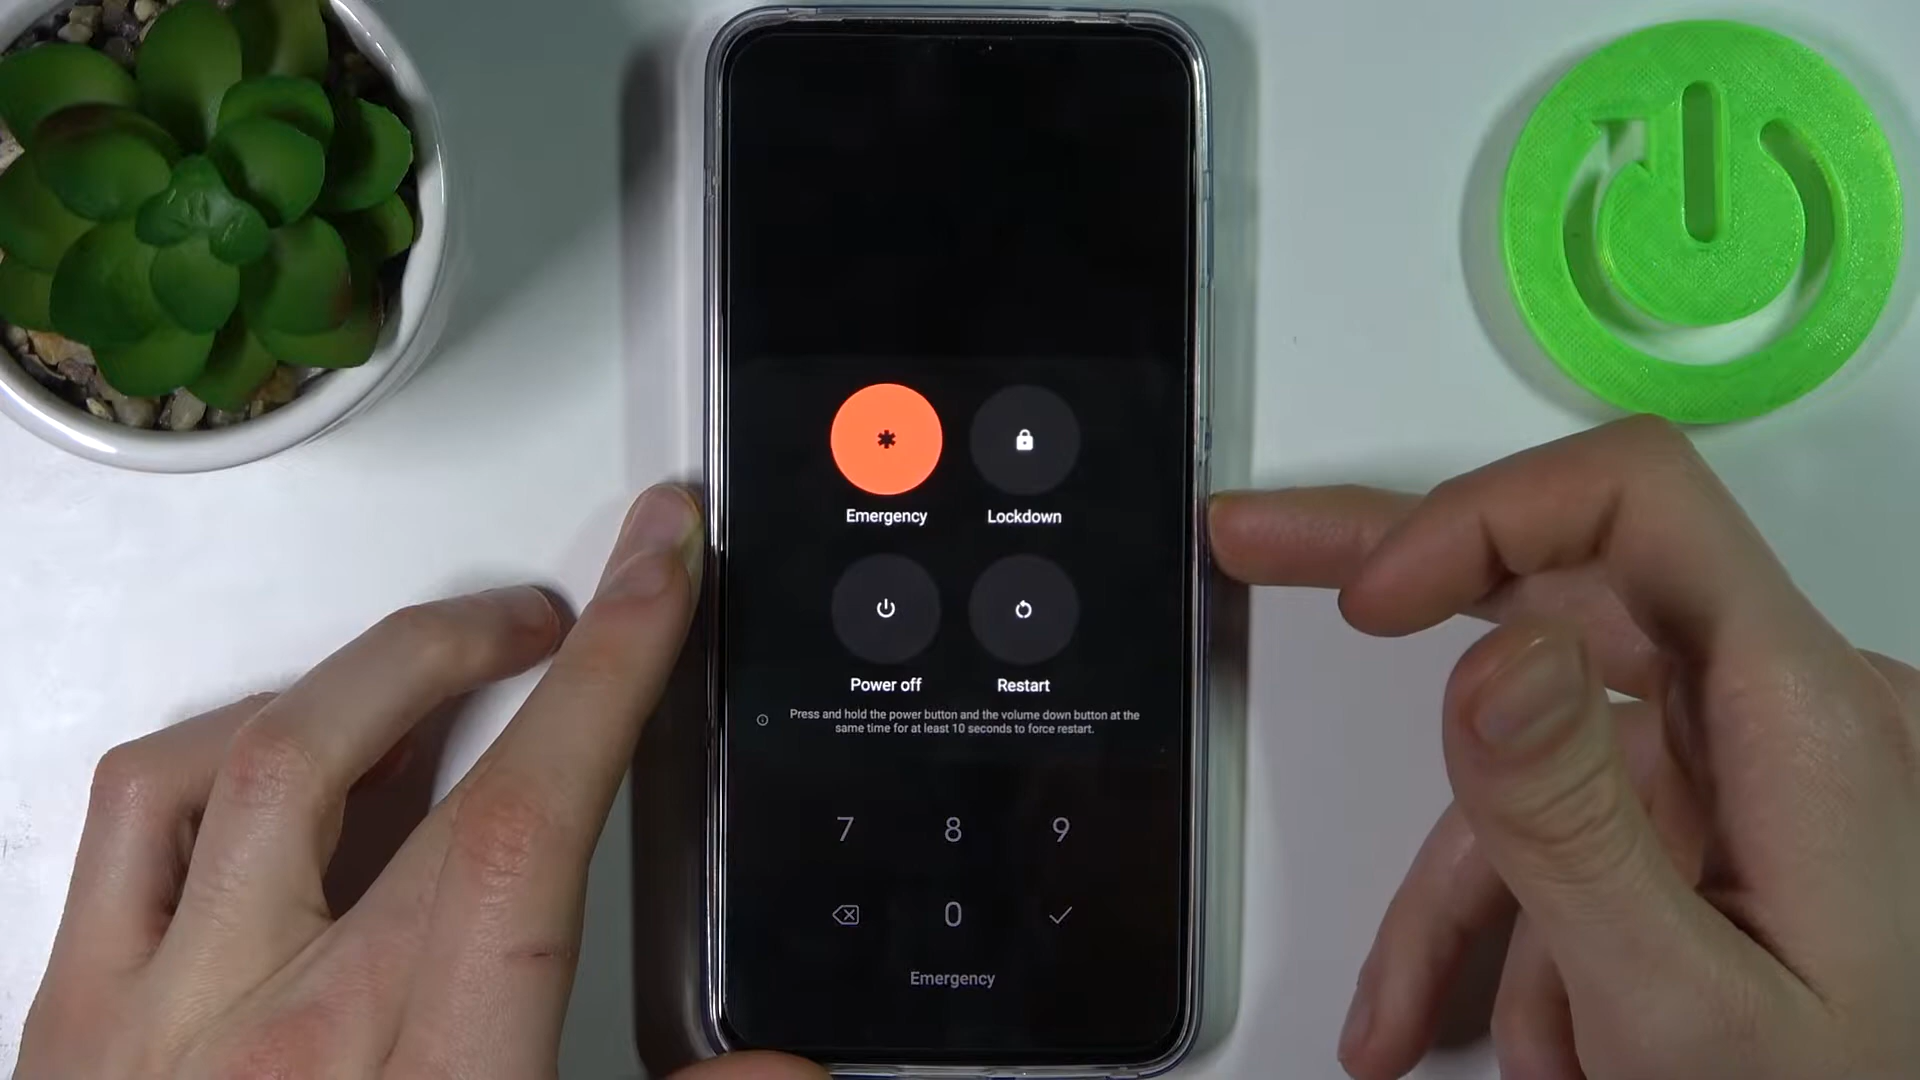 Emergency Lockdown
Power off Restart
Press and hold the power button and the volume down button at the
same time for at least 10 seconds to force restart.
7 8 9
0
Emergency